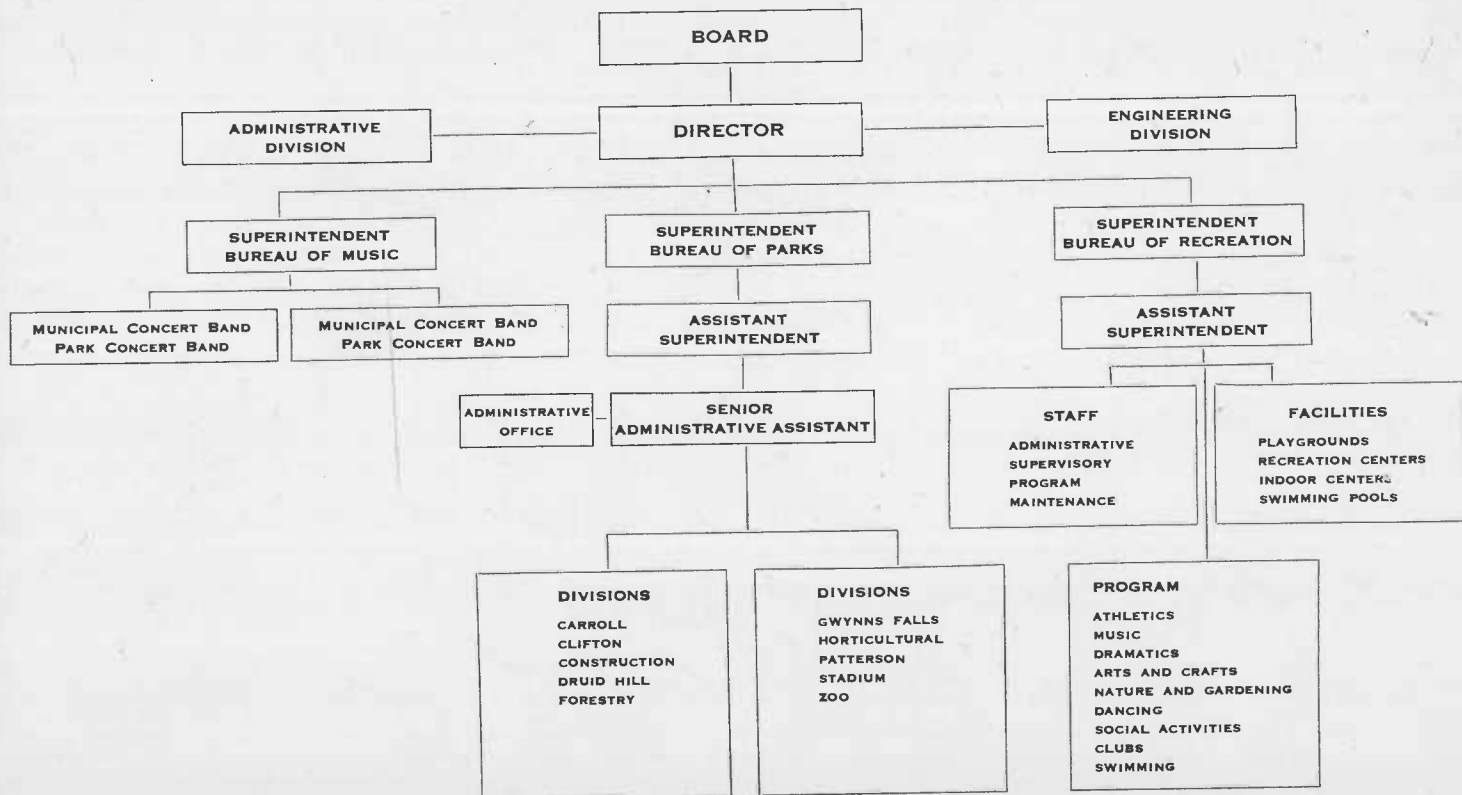 BOARD
ADMINISTRATIVE
DIVISION
DIRECTOR
ENGINEERING
DIVISION
SUPERINTENDENT
BUREAU OF MUSIC
SUPERINTENDENT
BUREAU OF PARKS
SUPERINTENDENT
BUREAU OF RECREATION
MUNICIPAL CONCERT BAND
PARK CONCERT BAND
MUNICIPAL CONCERT BAND
PARK CONCERT BAND
ASSISTANT
SUPERINTENDENT
ASSISTANT
SUPERINTENDENT
ADMINISTRATIVE
OFFICE
SENIOR
ADMINISTRATIVE ASSISTANT
STAFF
ADMINISTRATIVE
SUPERVISORY
PROGRAM
MAINTENANCE
FACILITIES
PLAYGROUNDS
RECREATION CENTERS
INDOOR CENTERS
SWIMMING POOLS
DIVISIONS
CARROLL
CLIFTON
CONSTRUCTION
DRUID HILL
FORESTRY
DIVISIONS
GWYNNS FALLS
HORTICULTURAL
PATTERSON
STADIUM
ZOO
PROGRAM
ATHLETICS
MUSIC
DRAMATICS
ARTS AND CRAFTS
NATURE AND GARDENING
DANCING
SOCIAL ACTIVITIES
CLUBS
SWIMMING